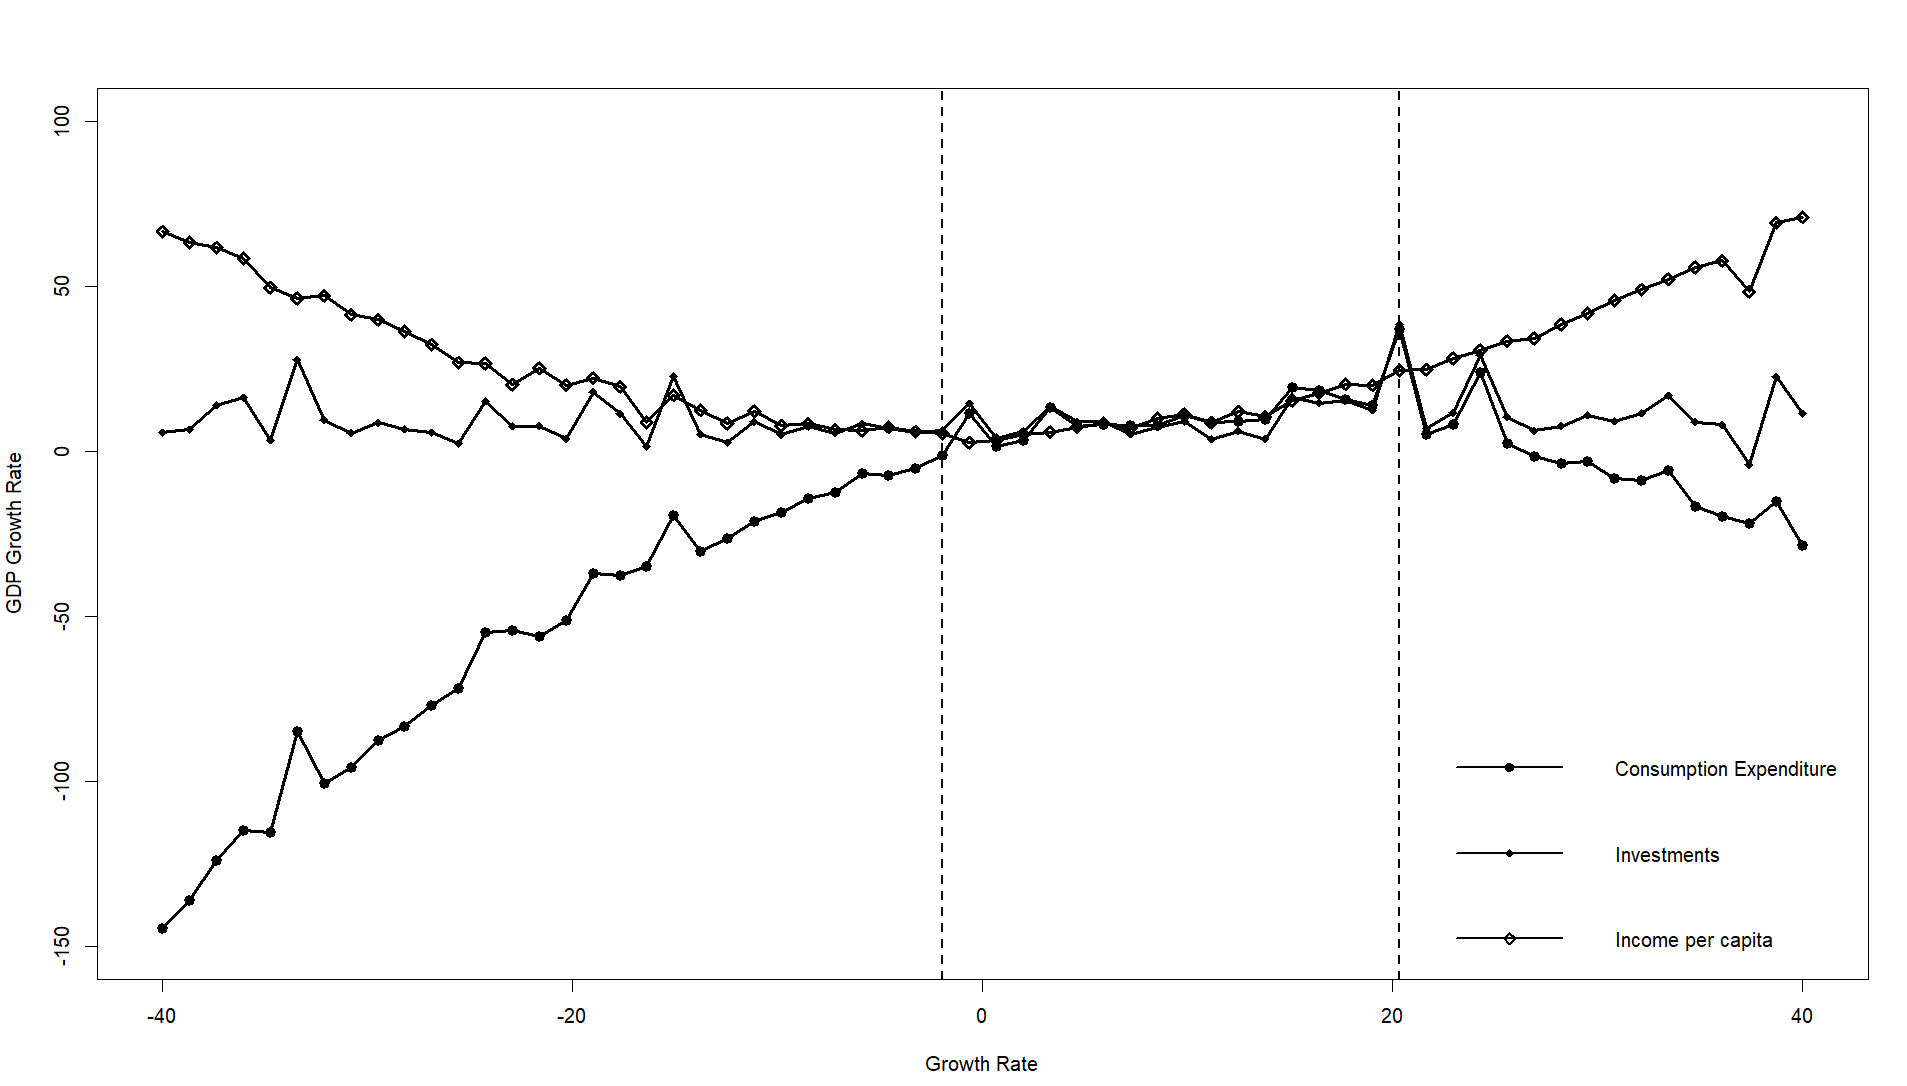 100
50
0
-50
-100
-150
GDP Growth Rate
Consumption Expenditure
Investments
Income per capita
-40
-20
0
20
40
Growth Rate